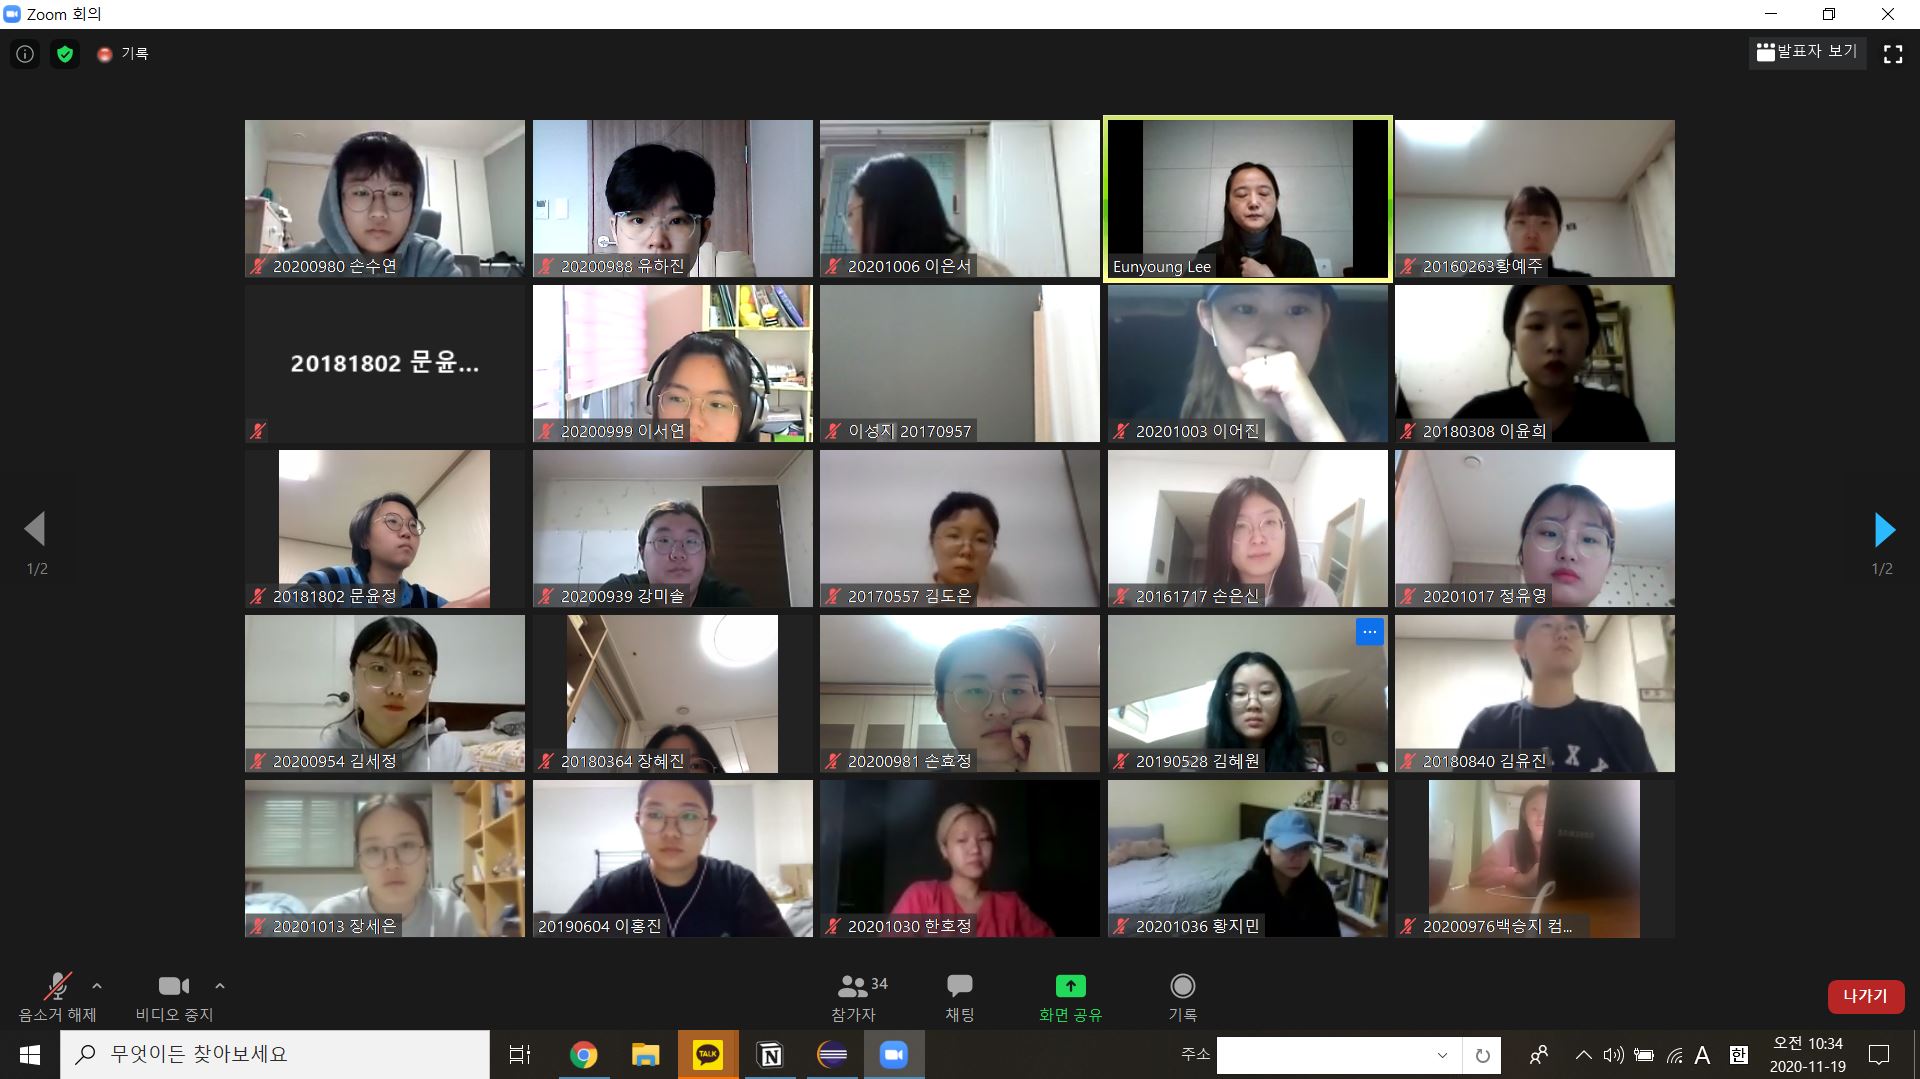 Zoom 회의
기록
발표자 보기
20200980 손수연
20200988 유하진
20201006 이은서
Eunyoung Lee
20160263황예주
20181802 문윤...
20200999 이서연
이성지 20170957
20201003 이어진
20180308 이윤희
20181802 문윤정
20200939 강미솔
20170557 김도은
20161717 손은신
20201017 정유영
1/2
1/2
20200954 김세정
20180364 장혜진
20200981 손효정
20190528 김혜원
20180840 김유진
20201013 장세은
20190604 이홍진
20201030 한호정
20201036 황지민
SAMSUNG
20200976백승지 컴...
음소거 해제
비디오 중지
34
참가자
채팅
화면 공유
기록
나가기
무엇이든 찾아보세요
TALK
주소
A
한
오전 10:34
2020-11-19